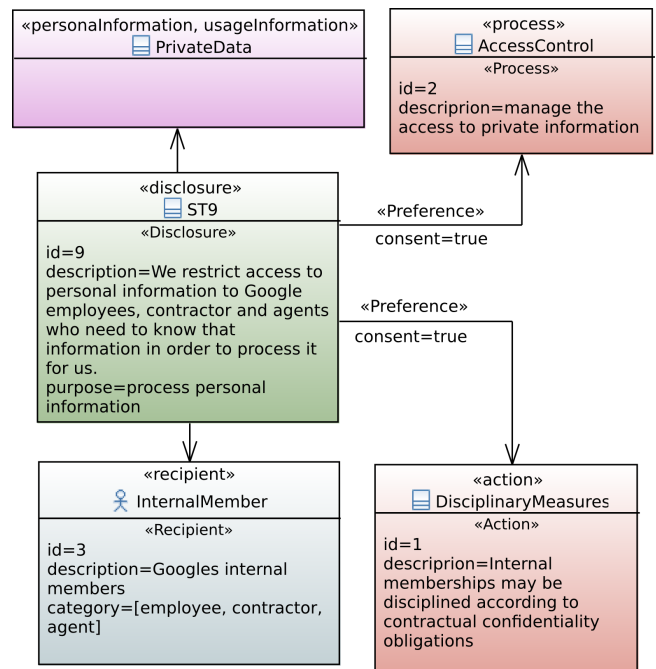 «personaInformation, usageInformation»
PrivateData
«process»
AccessControl
«Process»
id=2
descriprion=manage the
access to private information
«disclosure»
ST9
«Disclosure»
id=9
description=We restrict access to
personal information to Google
employees, contractor and agents
who need to know that
information in order to process it
for us.
purpose=process personal
information
«Preference»
consent=true
«Preference»
consent=true
«recipient»
InternalMember
«Recipient»
id=3
description=Googles internal
members
category=[employee, contractor,
agent]
«action»
DisciplinaryMeasures
«Action»
id=1
descriprion=Internal
memberships may be
disciplined according to
contractual confidentiality
obligations